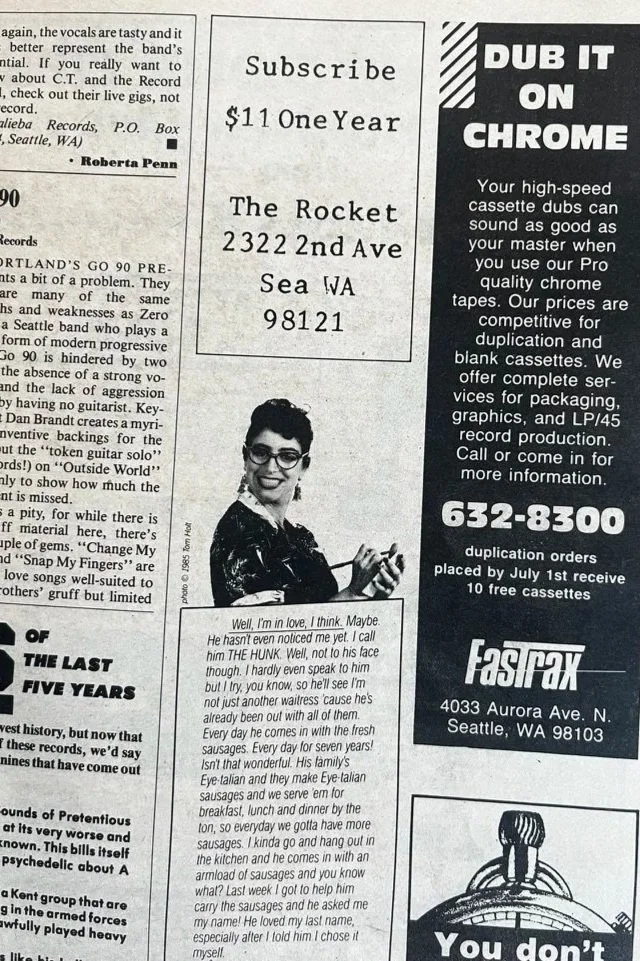 again, the vocals are tasty and it
better represent the band's
ntial. If you really want to
about C.T. and the Record
, check out their live gigs, not
ecord.
alieba Records, P.O. Box
, Seattle, WA)
• Roberta Penn
90
Records
ORTLAND'S GO 90 PRE-
nts a bit of a problem. They
are many of the same
hs and weaknesses as Zero
a Seattle band who plays a
form of modern progressive
Go 90 is hindered by two
the absence of a strong vo-
and the lack of aggression
by having no guitarist. Key-
t Dan Brandt creates a myri-
nventive backings for the
ut the "token guitar solo"
ords!) on "Outside World"
nly to show how much the
nt is missed.
s a pity, for while there is
ff material here, there's
uple of gems. "Change My
nd "Snap My Fingers" are
love songs well-suited to
rothers' gruff but limited
OF
THE LAST
FIVE YEARS
west history, but now that
f these records, we'd say
nines that have come out
ounds of Pretentious
at its very worse and
known. This bills itself
psychedelic about A
a Kent group that are
g in the armed forces
awfully played heavy
Subscribe
$11 One Year
The Rocket
2322 2nd Ave
Sea WA
98121
photo © 1985 Tom Holt
Well, I'm in love, I think. Maybe.
He hasn't even noticed me yet. I call
him THE HUNK. Well, not to his face
though. I hardly even speak to him
but I try, you know, so he'll see I'm
not just another waitress 'cause he's
already been out with all of them.
Every day he comes in with the fresh
sausages. Every day for seven years!
Isn't that wonderful. His family's
Eye-talian and they make Eye-talian
sausages and we serve 'em for
breakfast, lunch and dinner by the
ton, so everyday we gotta have more
sausages. I kinda go and hang out in
the kitchen and he comes in with an
armload of sausages and you know
what? Last week I got to help him
carry the sausages and he asked me
my name! He loved my last name,
especially after I told him I chose it
myself.
DUB IT
ON
CHROME
Your high-speed
cassette dubs can
sound as good as
your master when
you use our Pro
quality chrome
tapes. Our prices are
competitive for
duplication and
blank cassettes. We
offer complete ser-
vices for packaging,
graphics, and LP/45
record production.
Call or come in for
more information.
632-8300
duplication orders
placed by July 1st receive
10 free cassettes
Fastrax
4033 Aurora Ave. N.
Seattle, WA 98103
You don't